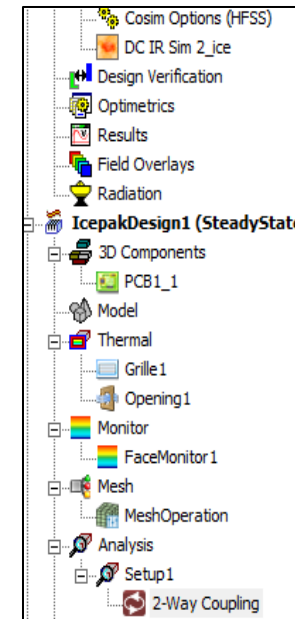 Cosim Options (HFSS)
DC IR Sim 2_ice
Design Verification
Optimetrics
Results
Field Overlays
Radiation
IcepakDesign1 (SteadyState
3D Components
PCB1_1
Model
Thermal
Grille1
Opening1
Monitor
FaceMonitor1
Mesh
MeshOperation
Analysis
Setup1
2-Way Coupling